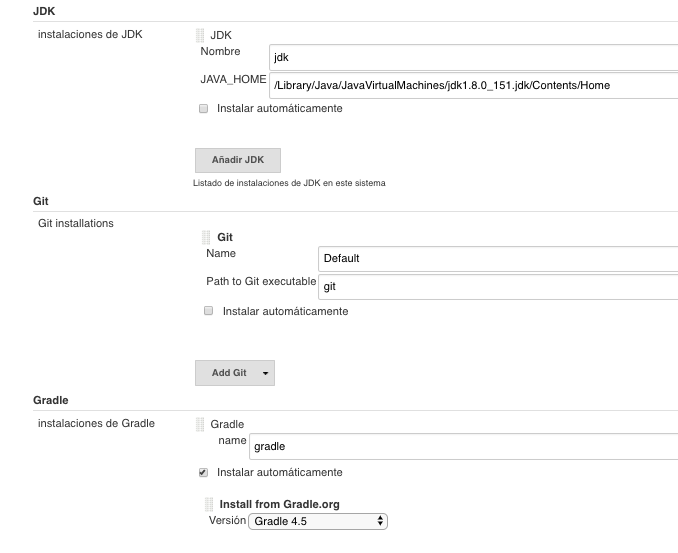 JDK
instalaciones de JDK
JDK
Nombre
jdk
JAVA_HOME
/Library/Java/JavaVirtualMachines/jdk1.8.0_151.jdk/Contents/Home
Instalar automáticamente
Añadir JDK
Listado de instalaciones de JDK en este sistema
Git
Git installations
Git
Name
Default
Path to Git executable
git
Instalar automáticamente
Add Git
Gradle
instalaciones de Gradle
Gradle
name
gradle
Instalar automáticamente
Install from Gradle.org
Versión
Gradle 4.5